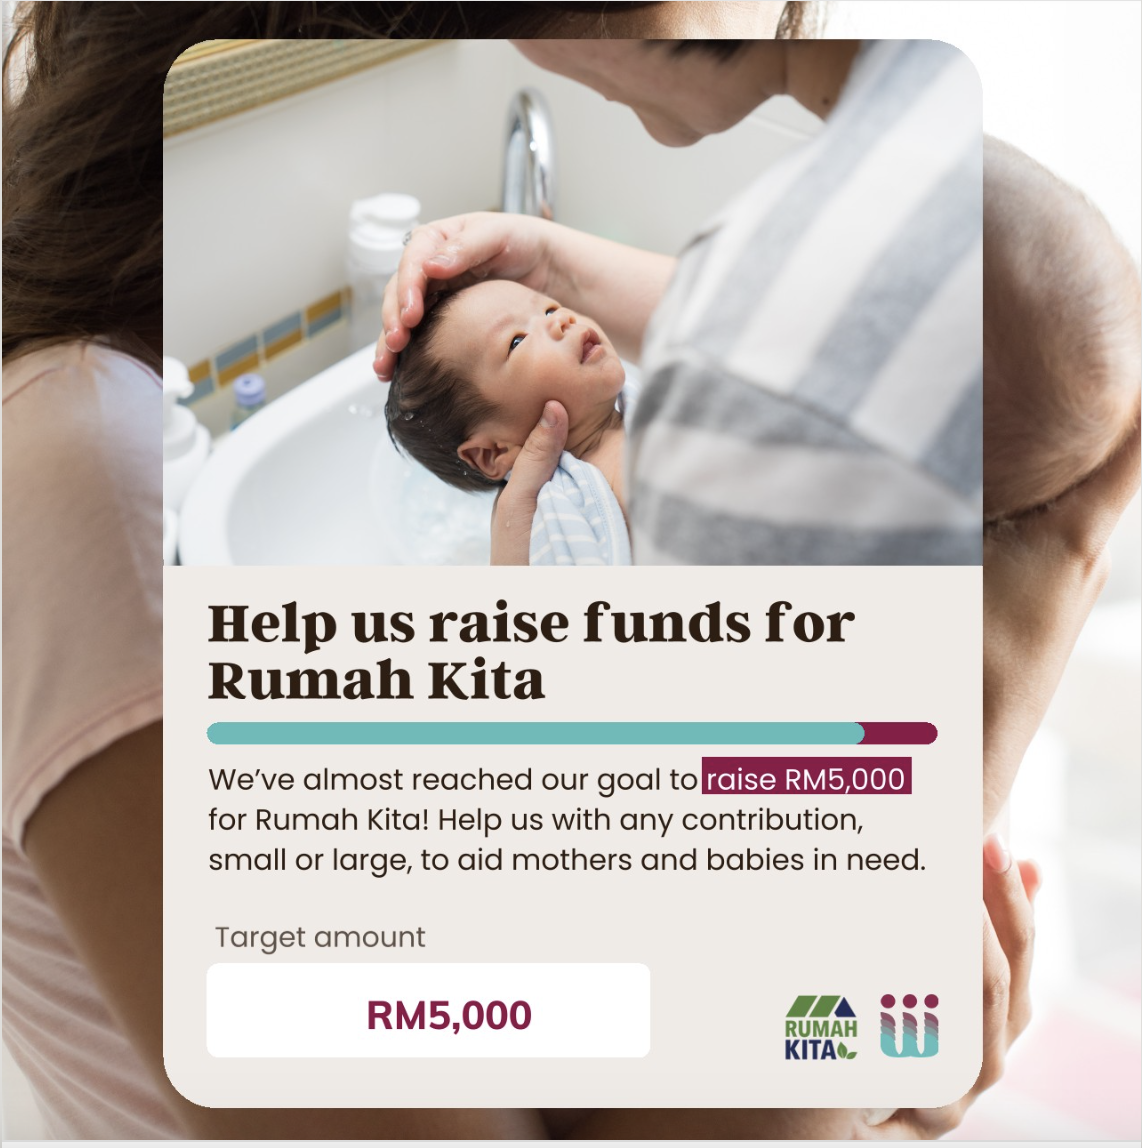 Help us raise funds for
Rumah Kita
We’ve almost reached our goal to raise RM5,000
for Rumah Kita! Help us with any contribution,
small or large, to aid mothers and babies in need.
Target amount
RM5,000
RUMAH
KITA